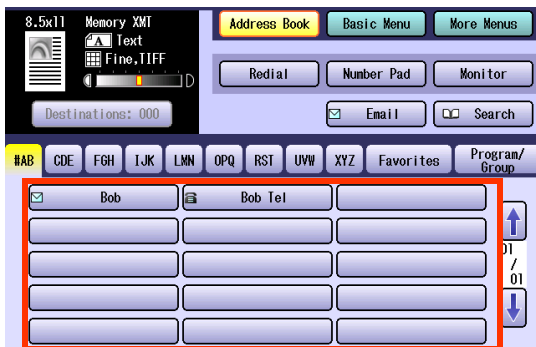 8.5x11 Memory XMT
A Text
Fine,TIFF
D
Destinations: 000
Address Book Basic Menu More Menus
Redial Number Pad Monitor
Email Search
#AB CDE FGH IJK LMN OPQ RST UVW XYZ Favorites Program/
Group
Bob Bob Tel
01
/
01